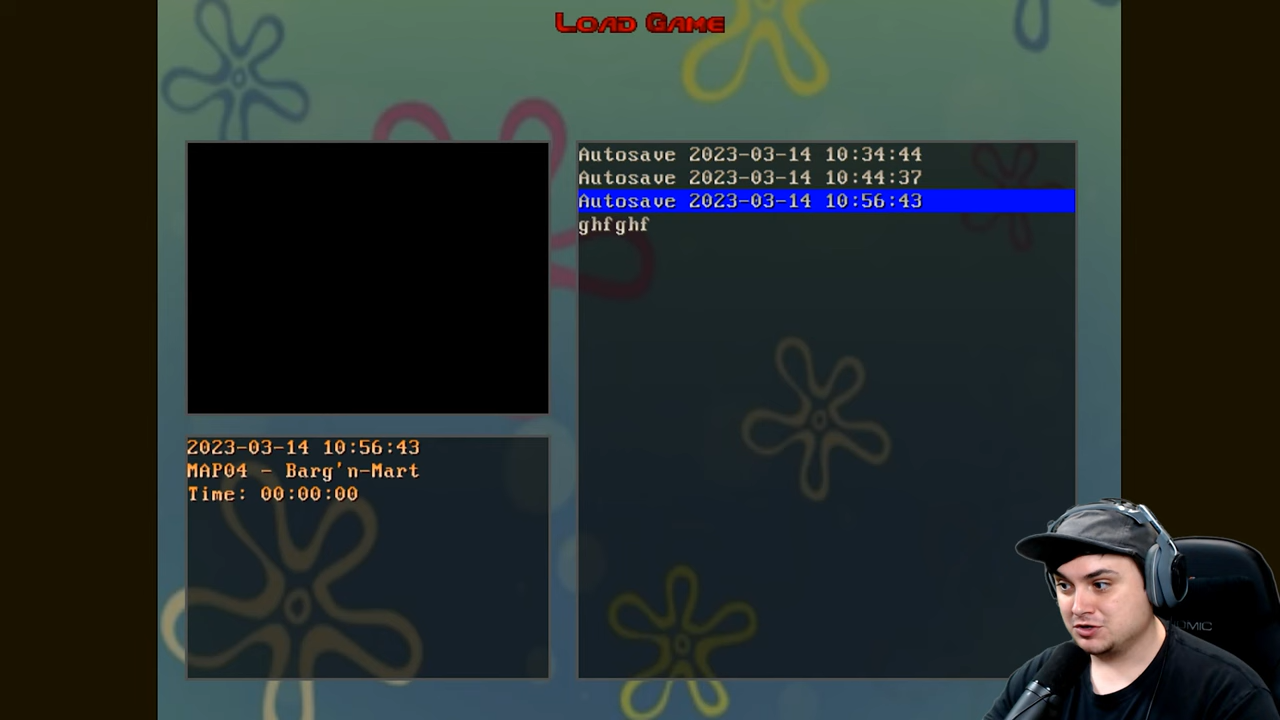 Load Game
Autosave 2023-03-14 10:34:44
Autosave 2023-03-14 10:44:37
Autosave 2023-03-14 10:56:43
ghfghf
2023-03-14 10:56:43
MAP04 - Barg'n-Mart
Time: 00:00:00